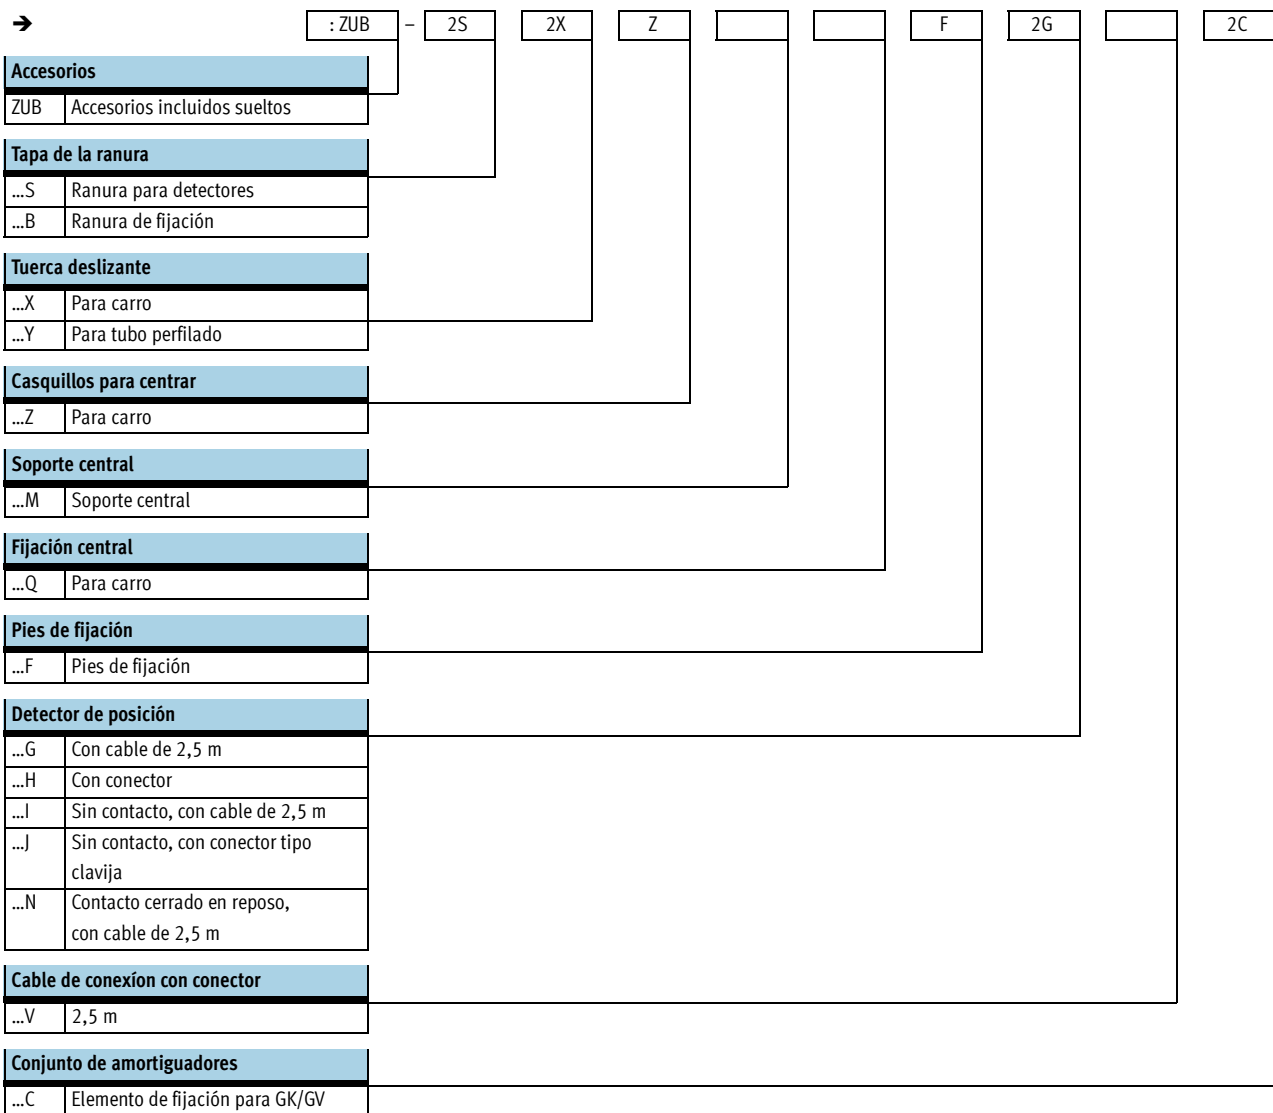 ➔ : ZUB – 2S 2X Z F 2G 2C
Accesorios
ZUB Accesorios incluidos sueltos
Tapa de la ranura
...S Ranura para detectores
...B Ranura de fijación
Tuerca deslizante
...X Para carro
...Y Para tubo perfilado
Casquillos para centrar
...Z Para carro
Soporte central
...M Soporte central
Fijación central
...Q Para carro
Pies de fijación
...F Pies de fijación
Detector de posición
...G Con cable de 2,5 m
...H Con conector
...I Sin contacto, con cable de 2,5 m
...J Sin contacto, con conector tipo
clavija
...N Contacto cerrado en reposo,
con cable de 2,5 m
Cable de conexíon con conector
...V 2,5 m
Conjunto de amortiguadores
...C Elemento de fijación para GK/GV